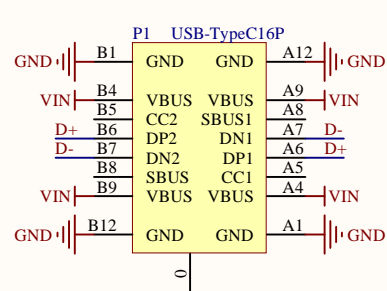 P1 USB-TypeC16P
GND B1 GND GND A12 GND
VIN B4 VBUS VBUS A9 VIN
B5 CC2 SBUS1 A8
D+ B6 DP2 DN1 A7 D-
D- B7 DN2 DP1 A6 D+
B8 SBUS CC1 A5
VIN B9 VBUS VBUS A4 VIN
GND B12 GND GND A1 GND
0